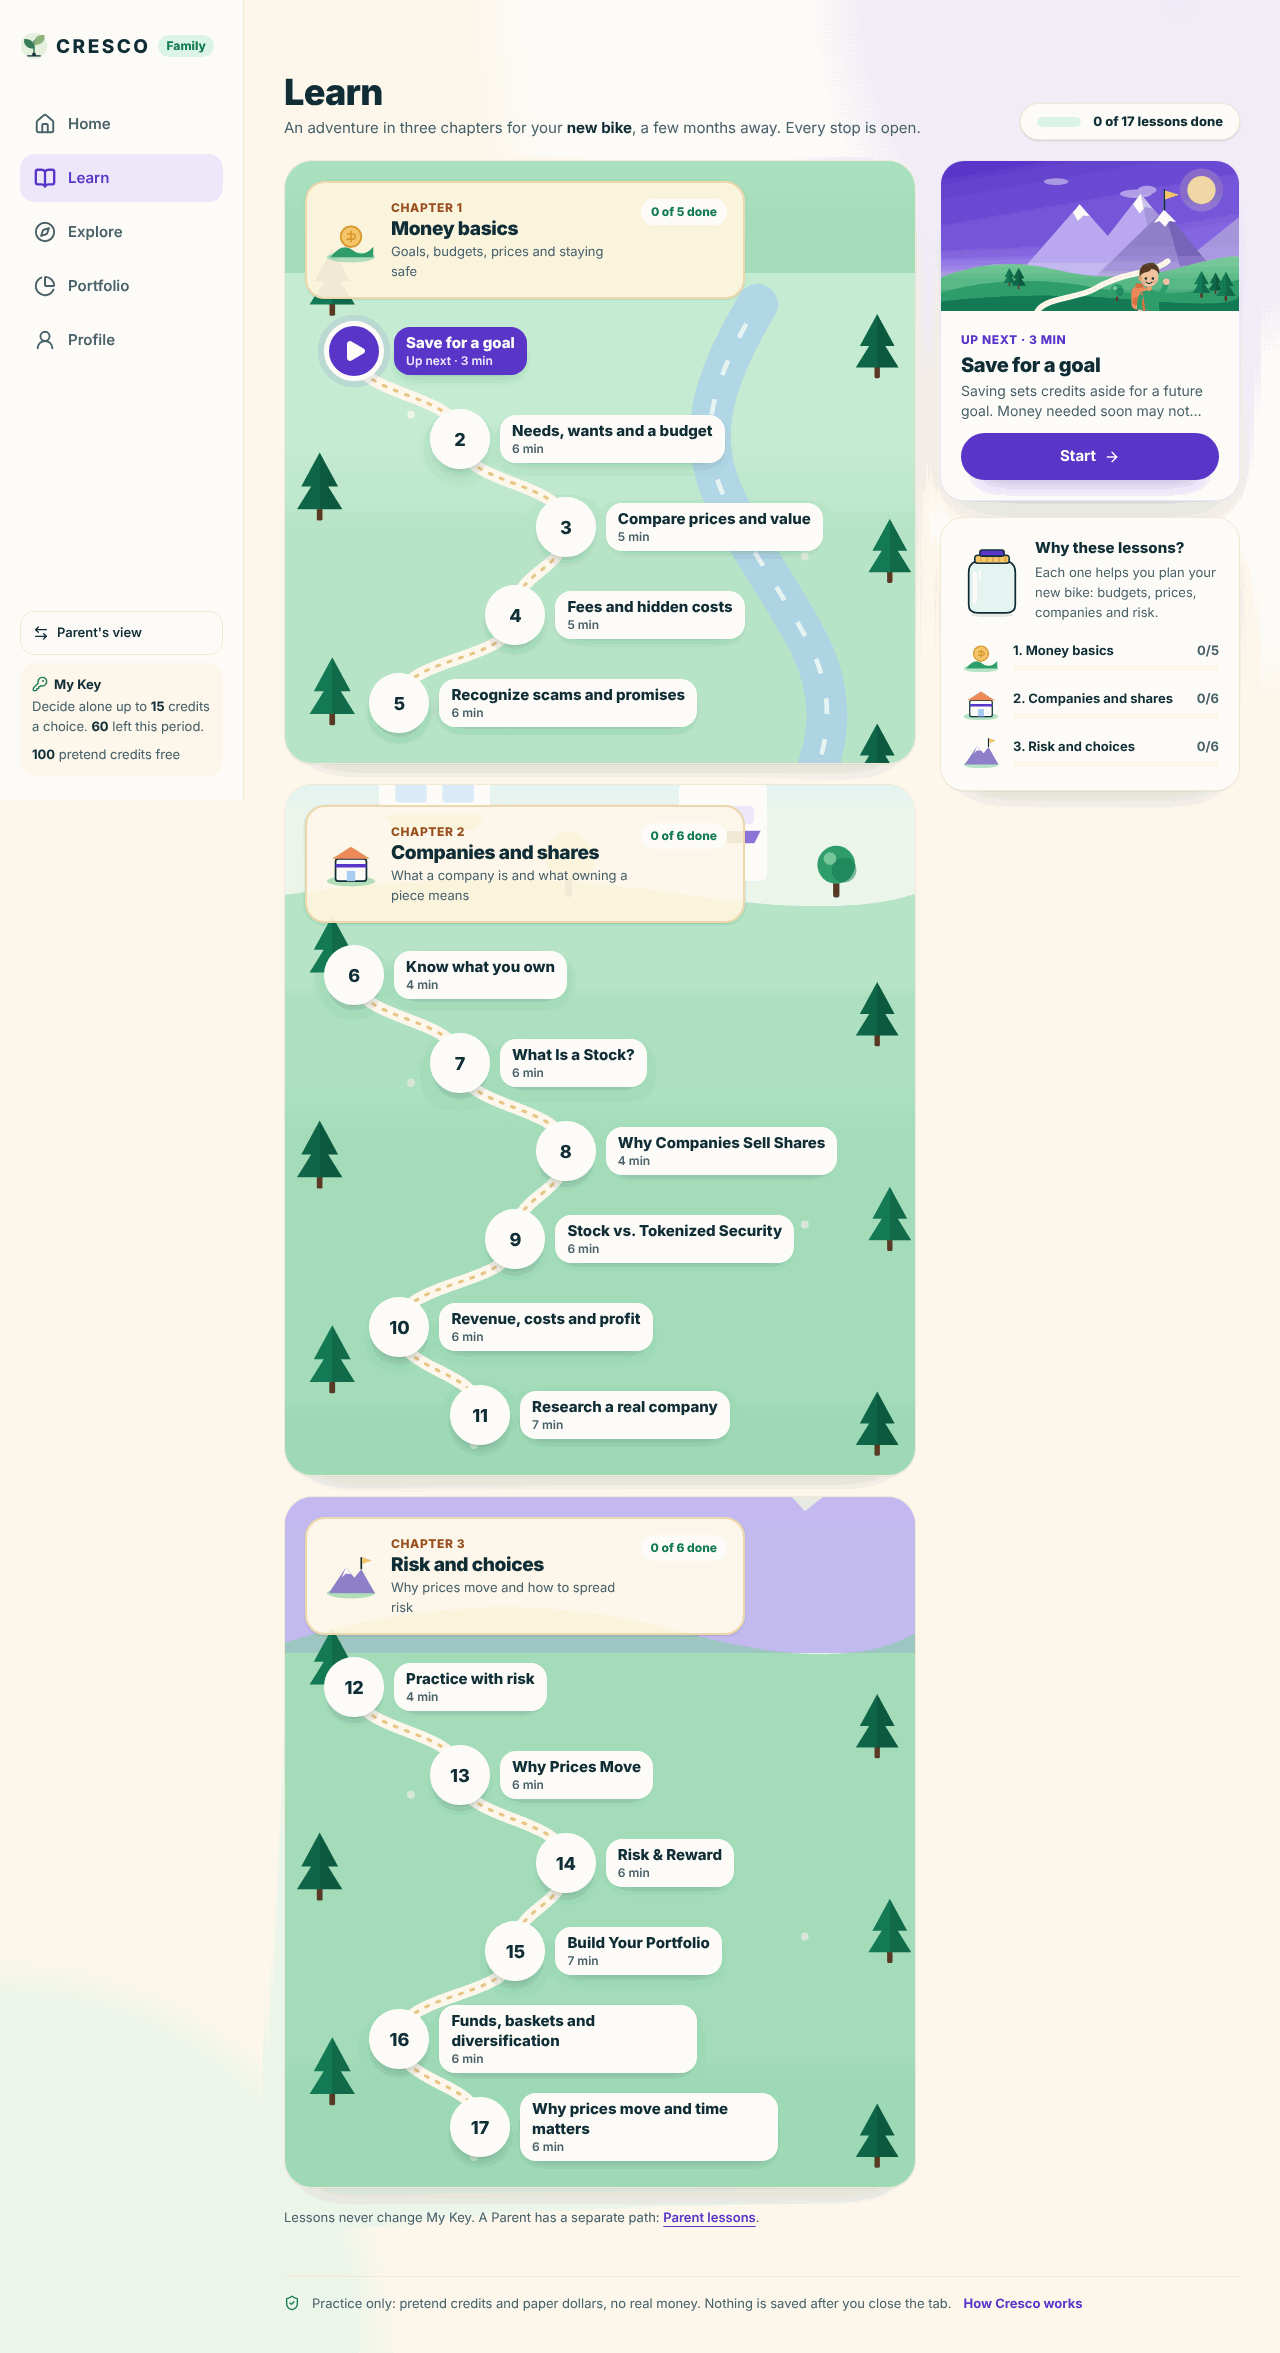 CRESCO Family
Home
Learn
Explore
Portfolio
Profile
Parent's view
My Key
Decide alone up to 15 credits
a choice. 60 left this period.
100 pretend credits free
Learn
An adventure in three chapters for your new bike, a few months away. Every stop is open.
0 of 17 lessons done
CHAPTER 1
0 of 5 done
Money basics
Goals, budgets, prices and staying
safe
Save for a goal
Up next · 3 min
2
Needs, wants and a budget
6 min
3
Compare prices and value
5 min
4
Fees and hidden costs
5 min
5
Recognize scams and promises
6 min
UP NEXT · 3 MIN
Save for a goal
Saving sets credits aside for a future
goal. Money needed soon may not...
Start
Why these lessons?
Each one helps you plan your
new bike: budgets, prices,
companies and risk.
1. Money basics 0/5
2. Companies and shares 0/6
3. Risk and choices 0/6
CHAPTER 2
0 of 6 done
Companies and shares
What a company is and what owning a
piece means
6
Know what you own
4 min
7
What Is a Stock?
6 min
8
Why Companies Sell Shares
4 min
9
Stock vs. Tokenized Security
6 min
10
Revenue, costs and profit
6 min
11
Research a real company
7 min
CHAPTER 3
0 of 6 done
Risk and choices
Why prices move and how to spread
risk
12
Practice with risk
4 min
13
Why Prices Move
6 min
14
Risk & Reward
6 min
15
Build Your Portfolio
7 min
16
Funds, baskets and
diversification
6 min
17
Why prices move and time
matters
6 min
Lessons never change My Key. A Parent has a separate path: Parent lessons.
Practice only: pretend credits and paper dollars, no real money. Nothing is saved after you close the tab. How Cresco works